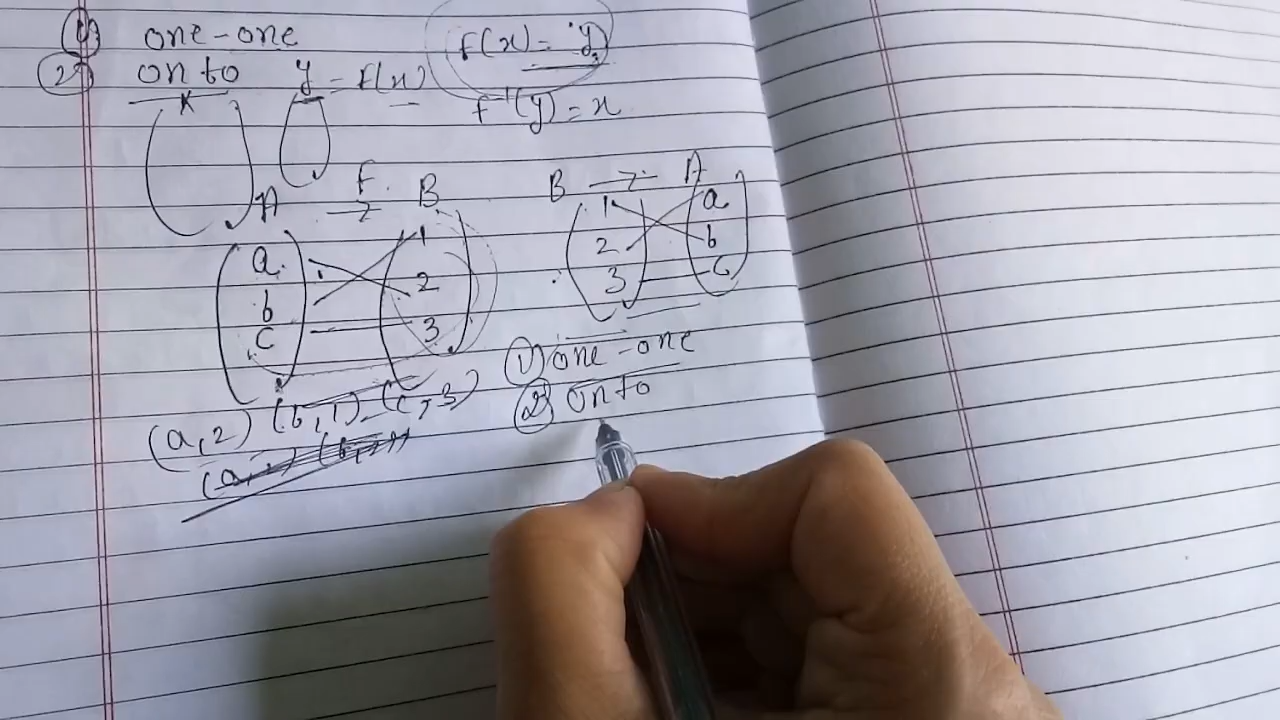 1) one-one
f(x) = y
2) onto y = f(x)
f⁻¹(y) = x
A f → B
B → A
a 1
b 2
c 3
1 a
2 b
3 c
1) one-one
2) onto
(a,2) (b,1) (c,3)